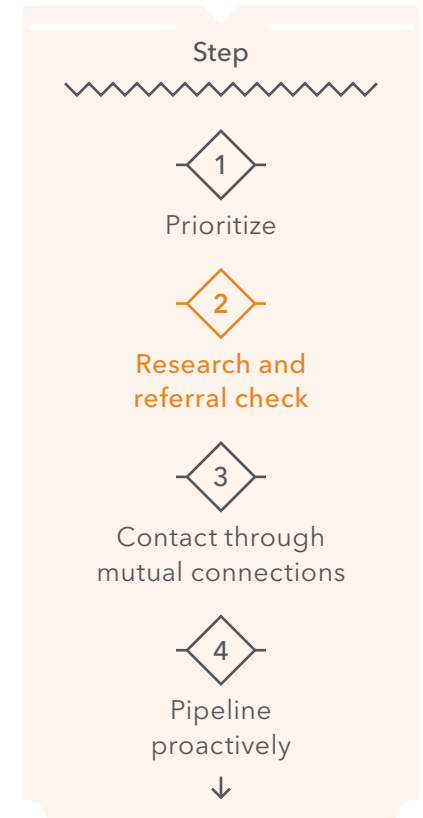 Step
1
Prioritize
2
Research and
referral check
3
Contact through
mutual connections
4
Pipeline
proactively